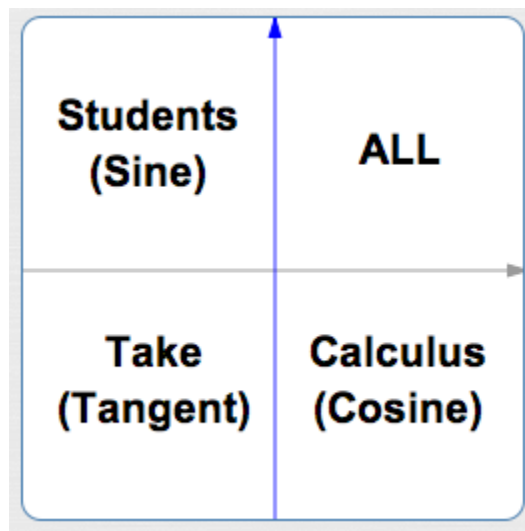 Students
(Sine)
ALL
Take
(Tangent)
Calculus
(Cosine)